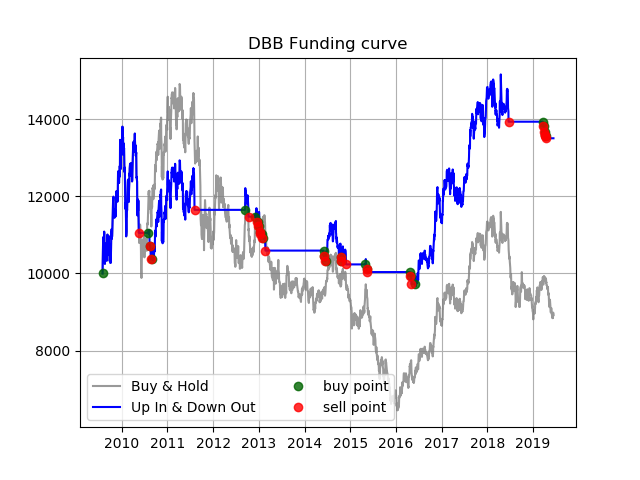 DBB Funding curve
14000
12000
10000
8000
Buy & Hold
Up In & Down Out
buy point
sell point
2010 2011 2012 2013 2014 2015 2016 2017 2018 2019